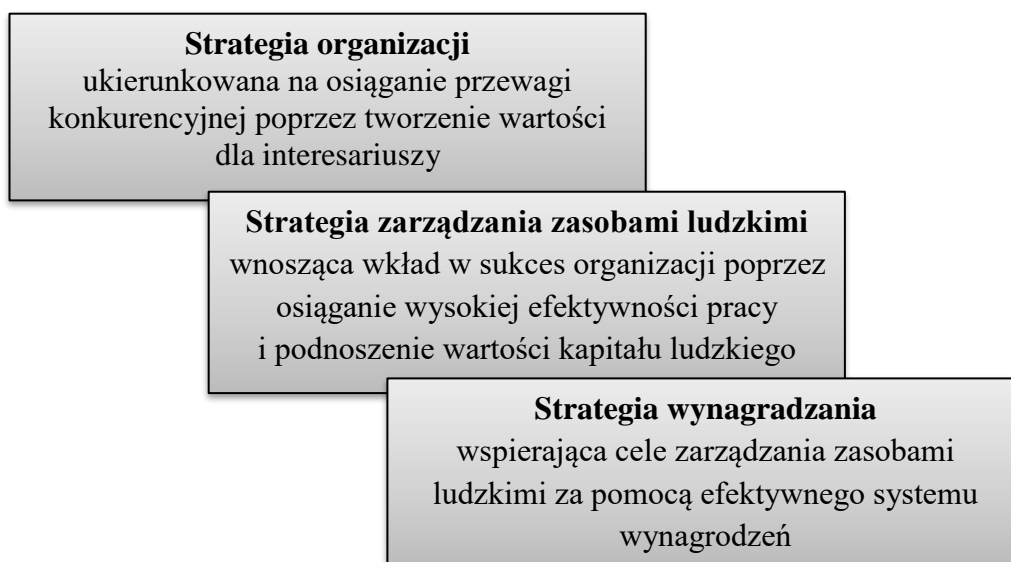 Strategia organizacji
ukierunkowana na osiąganie przewagi
konkurencyjnej poprzez tworzenie wartości
dla interesariuszy
Strategia zarządzania zasobami ludzkimi
wnosząca wkład w sukces organizacji poprzez
osiąganie wysokiej efektywności pracy
i podnoszenie wartości kapitału ludzkiego
Strategia wynagradzania
wspierająca cele zarządzania zasobami
ludzkimi za pomocą efektywnego systemu
wynagrodzeń